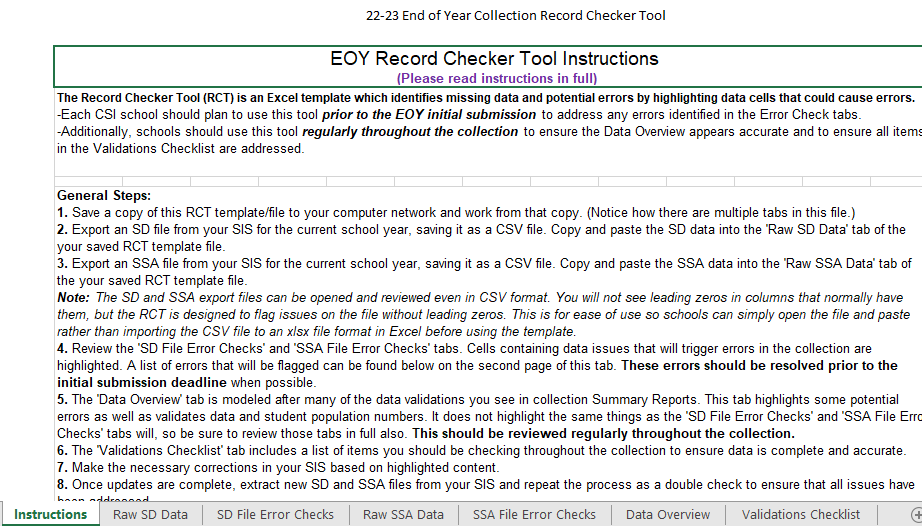 22-23 End of Year Collection Record Checker Tool
EOY Record Checker Tool Instructions
(Please read instructions in full)
The Record Checker Tool (RCT) is an Excel template which identifies missing data and potential errors by highlighting data cells that could cause errors.
-Each CSI school should plan to use this tool prior to the EOY initial submission to address any errors identified in the Error Check tabs.
-Additionally, schools should use this tool regularly throughout the collection to ensure the Data Overview appears accurate and to ensure all items
in the Validations Checklist are addressed.
General Steps:
1. Save a copy of this RCT template/file to your computer network and work from that copy. (Notice how there are multiple tabs in this file.)
2. Export an SD file from your SIS for the current school year, saving it as a CSV file. Copy and paste the SD data into the 'Raw SD Data' tab of the
your saved RCT template file.
3. Export an SSA file from your SIS for the current school year, saving it as a CSV file. Copy and paste the SSA data into the 'Raw SSA Data' tab of
the your saved RCT template file.
Note: The SD and SSA export files can be opened and reviewed even in CSV format. You will not see leading zeros in columns that normally have
them, but the RCT is designed to flag issues on the file without leading zeros. This is for ease of use so schools can simply open the file and paste
rather than importing the CSV file to an xlsx file format in Excel before using the template.
4. Review the 'SD File Error Checks' and 'SSA File Error Checks' tabs. Cells containing data issues that will trigger errors in the collection are
highlighted. A list of errors that will be flagged can be found below on the second page of this tab. These errors should be resolved prior to the
initial submission deadline when possible.
5. The 'Data Overview' tab is modeled after many of the data validations you see in collection Summary Reports. This tab highlights some potential
errors as well as validates data and student population numbers. It does not highlight the same things as the 'SD File Error Checks' and 'SSA File Erro
Checks' tabs will, so be sure to review those tabs in full also. This should be reviewed regularly throughout the collection.
6. The 'Validations Checklist' tab includes a list of items you should be checking throughout the collection to ensure data is complete and accurate.
7. Make the necessary corrections in your SIS based on highlighted content.
8. Once updates are complete, extract new SD and SSA files from your SIS and repeat the process as a double check to ensure that all issues have
been addressed
Instructions
Raw SD Data
SD File Error Checks
Raw SSA Data
SSA File Error Checks
Data Overview
Validations Checklist